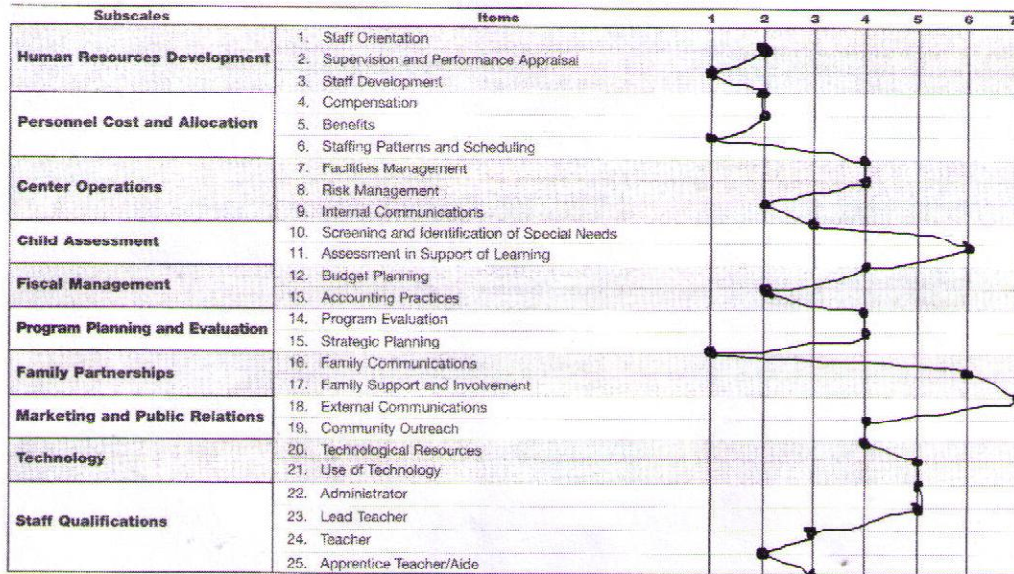 Subscales Items 1 2 3 4 5 6 7
Human Resources Development
1. Staff Orientation
2. Supervision and Performance Appraisal
3. Staff Development
Personnel Cost and Allocation
4. Compensation
5. Benefits
6. Staffing Patterns and Scheduling
Center Operations
7. Facilities Management
8. Risk Management
9. Internal Communications
Child Assessment
10. Screening and Identification of Special Needs
11. Assessment in Support of Learning
Fiscal Management
12. Budget Planning
13. Accounting Practices
Program Planning and Evaluation
14. Program Evaluation
15. Strategic Planning
Family Partnerships
16. Family Communications
17. Family Support and Involvement
Marketing and Public Relations
18. External Communications
19. Community Outreach
Technology
20. Technological Resources
21. Use of Technology
Staff Qualifications
22. Administrator
23. Lead Teacher
24. Teacher
25. Apprentice Teacher/Aide